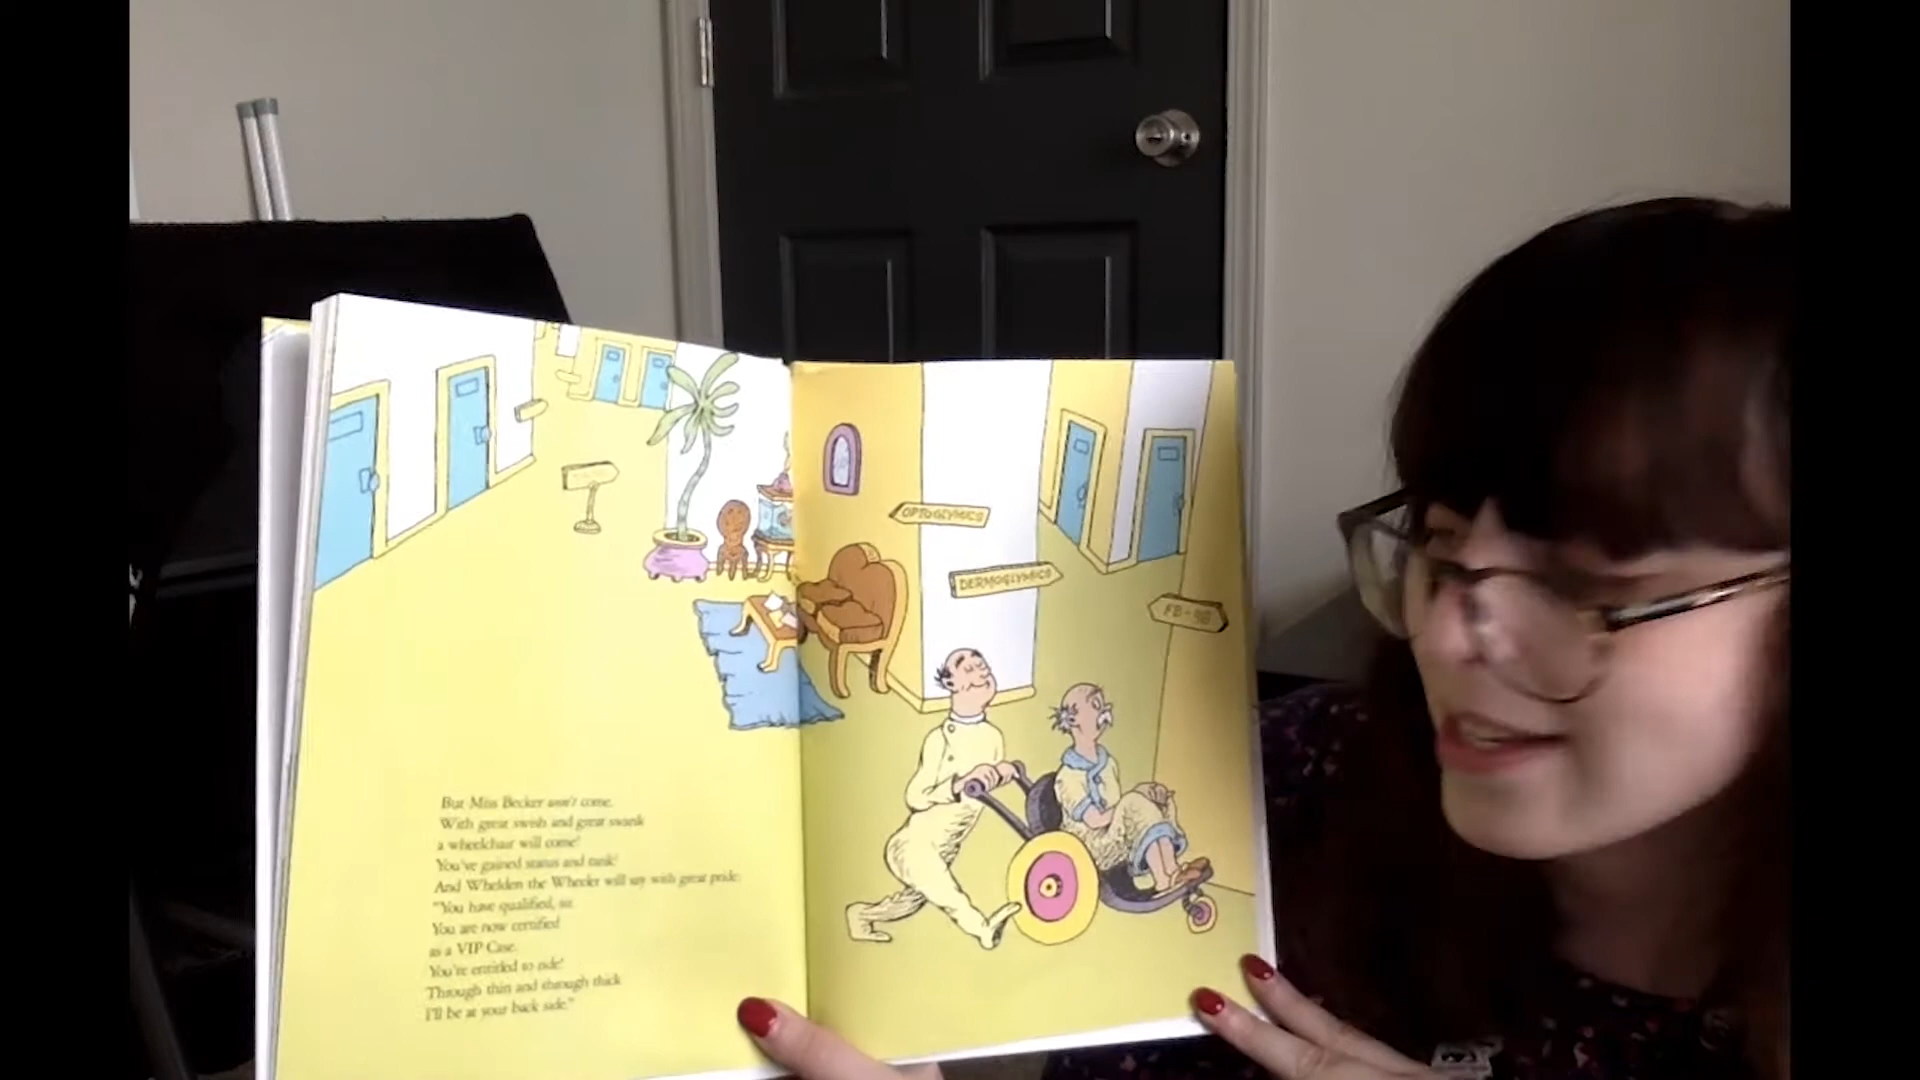 But Miss Becker won't come.
With great swish and great swank
a wheelchair will come!
You've gained status and rank!
And Whelden the Wheeler will say with great pride:
"You have qualified, sir.
You are now certified
as a VIP Case.
You're entitled to ride!
Through thin and through thick
I'll be at your back side."
OPTOGLYMICS
DERMOGLYMICS